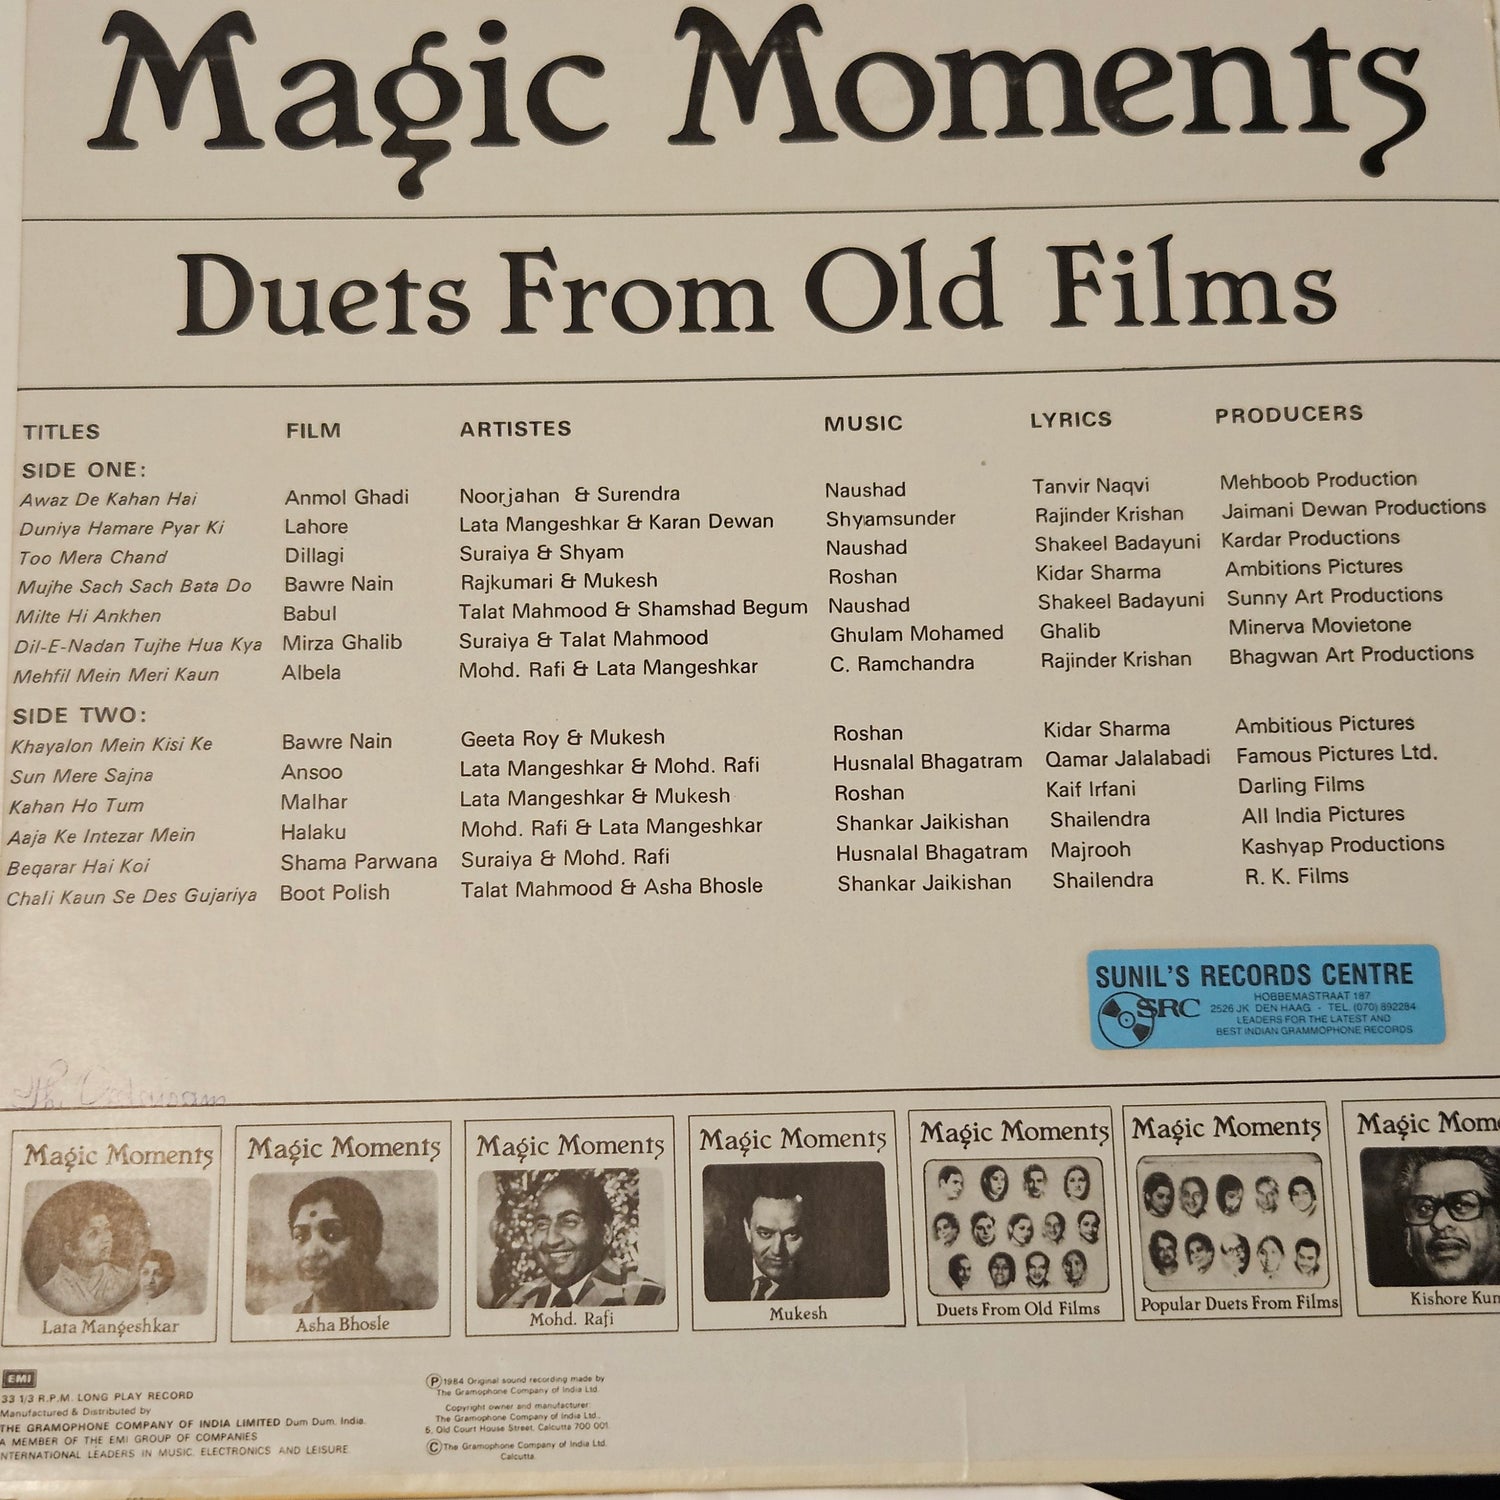 Magic Moments
Duets From Old Films
TITLES FILM ARTISTES MUSIC LYRICS PRODUCERS
SIDE ONE:
Awaz De Kahan Hai Anmol Ghadi Noorjahan & Surendra Naushad Tanvir Naqvi Mehboob Production
Duniya Hamare Pyar Ki Lahore Lata Mangeshkar & Karan Dewan Shyamsunder Rajinder Krishan Jaimani Dewan Productions
Too Mera Chand Dillagi Suraiya & Shyam Naushad Shakeel Badayuni Kardar Productions
Mujhe Sach Sach Bata Do Bawre Nain Rajkumari & Mukesh Roshan Kidar Sharma Ambitions Pictures
Milte Hi Ankhen Babul Talat Mahmood & Shamshad Begum Naushad Shakeel Badayuni Sunny Art Productions
Dil-E-Nadan Tujhe Hua Kya Mirza Ghalib Suraiya & Talat Mahmood Ghulam Mohamed Ghalib Minerva Movietone
Mehfil Mein Meri Kaun Albela Mohd. Rafi & Lata Mangeshkar C. Ramchandra Rajinder Krishan Bhagwan Art Productions
SIDE TWO:
Khayalon Mein Kisi Ke Bawre Nain Geeta Roy & Mukesh Roshan Kidar Sharma Ambitious Pictures
Sun Mere Sajna Ansoo Lata Mangeshkar & Mohd. Rafi Husnalal Bhagatram Qamar Jalalabadi Famous Pictures Ltd.
Kahan Ho Tum Malhar Lata Mangeshkar & Mukesh Roshan Kaif Irfani Darling Films
Aaja Ke Intezar Mein Halaku Mohd. Rafi & Lata Mangeshkar Shankar Jaikishan Shailendra All India Pictures
Beqarar Hai Koi Shama Parwana Suraiya & Mohd. Rafi Husnalal Bhagatram Majrooh Kashyap Productions
Chali Kaun Se Des Gujariya Boot Polish Talat Mahmood & Asha Bhosle Shankar Jaikishan Shailendra R. K. Films
SUNIL'S RECORDS CENTRE
SRC
HOBBEMASTRAAT 187
2526 JK DEN HAAG - TEL. (070) 892284
LEADERS FOR THE LATEST AND
BEST INDIAN GRAMMOPHONE RECORDS
Magic Moments
Lata Mangeshkar
Magic Moments
Asha Bhosle
Magic Moments
Mohd. Rafi
Magic Moments
Mukesh
Magic Moments
Duets From Old Films
Magic Moments
Popular Duets From Films
Magic Mom
Kishore Kum
EMI
33 1/3 R.P.M. LONG PLAY RECORD
Manufactured & Distributed by
THE GRAMOPHONE COMPANY OF INDIA LIMITED Dum Dum, India.
A MEMBER OF THE EMI GROUP OF COMPANIES
NTERNATIONAL LEADERS IN MUSIC, ELECTRONICS AND LEISURE
Ⓟ 1984 Original sound recording made by
The Gramophone Company of India Ltd.
Copyright owner and manufacturer:
The Gramophone Company of India Ltd.,
5, Old Court House Street, Calcutta 700 001.
© The Gramophone Company of India Ltd.
Calcutta.